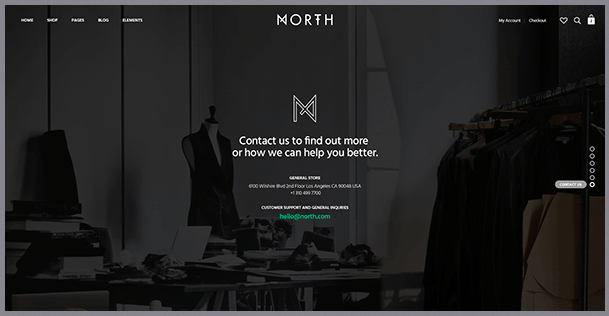 HOME SHOP PAGES BLOG ELEMENTS
NORTH
My Account Checkout
Contact us to find out more
or how we can help you better.
GENERAL STORE
6100 Wilshire Blvd 2nd Floor Los Angeles CA 90048 USA
+1 310 499 7700
CUSTOMER SUPPORT AND GENERAL INQUIRIES
hello@north.com
CONTACT US